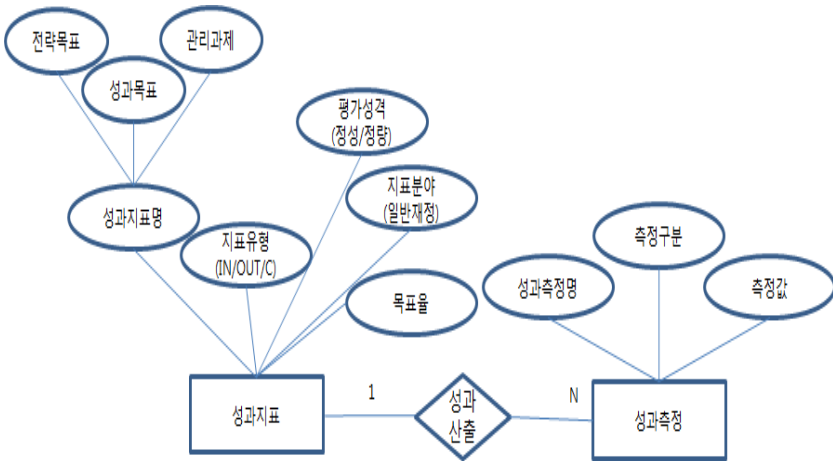 전략목표
관리과제
성과목표
평가성격
(정성/정량)
지표분야
(일반재정)
성과지표명
지표유형
(IN/OUT/C)
목표율
측정구분
성과측정명
측정값
성과지표
1
성과
산출
N
성과측정